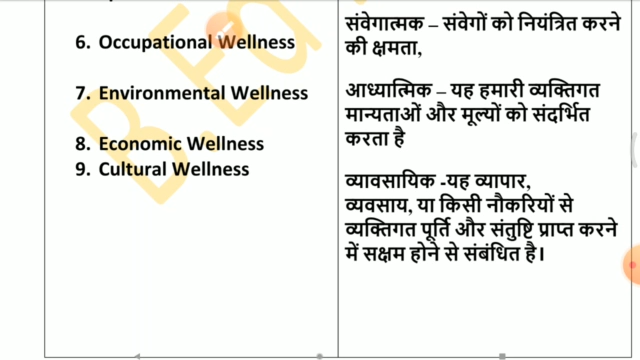 6. Occupational Wellness
7. Environmental Wellness
8. Economic Wellness
9. Cultural Wellness
संवेगात्मक – संवेगों को नियंत्रित करने
की क्षमता,
आध्यात्मिक – यह हमारी व्यक्तिगत
मान्यताओं और मूल्यों को संदर्भित
करता है
व्यावसायिक -यह व्यापार,
व्यवसाय, या किसी नौकरियों से
व्यक्तिगत पूर्ति और संतुष्टि प्राप्त करने
में सक्षम होने से संबंधित है।